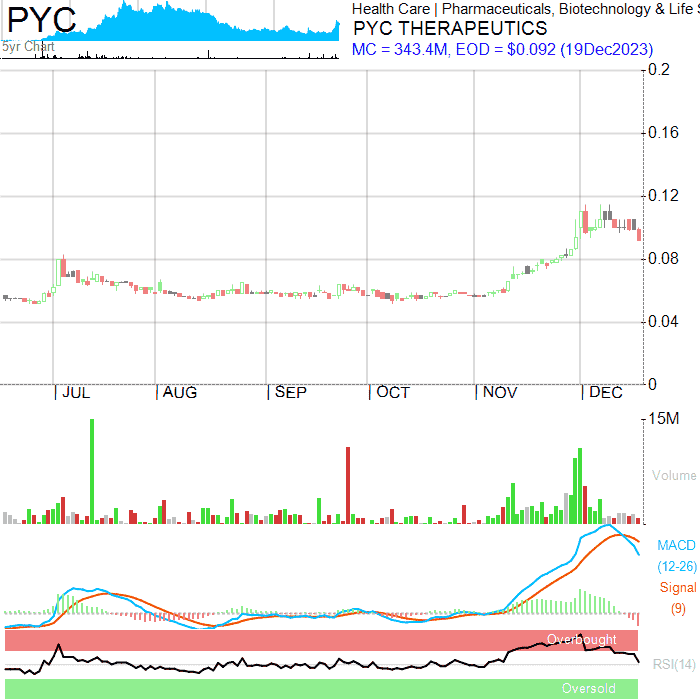 PYC
5yr Chart
Health Care | Pharmaceuticals, Biotechnology & Life S
PYC THERAPEUTICS
MC = 343.4M, EOD = $0.092 (19Dec2023)
0.2
0.16
0.12
0.08
0.04
0
JUL AUG SEP OCT NOV DEC
15M
Volume
MACD
(12-26)
Signal
(9)
Overbought
RSI(14)
Oversold